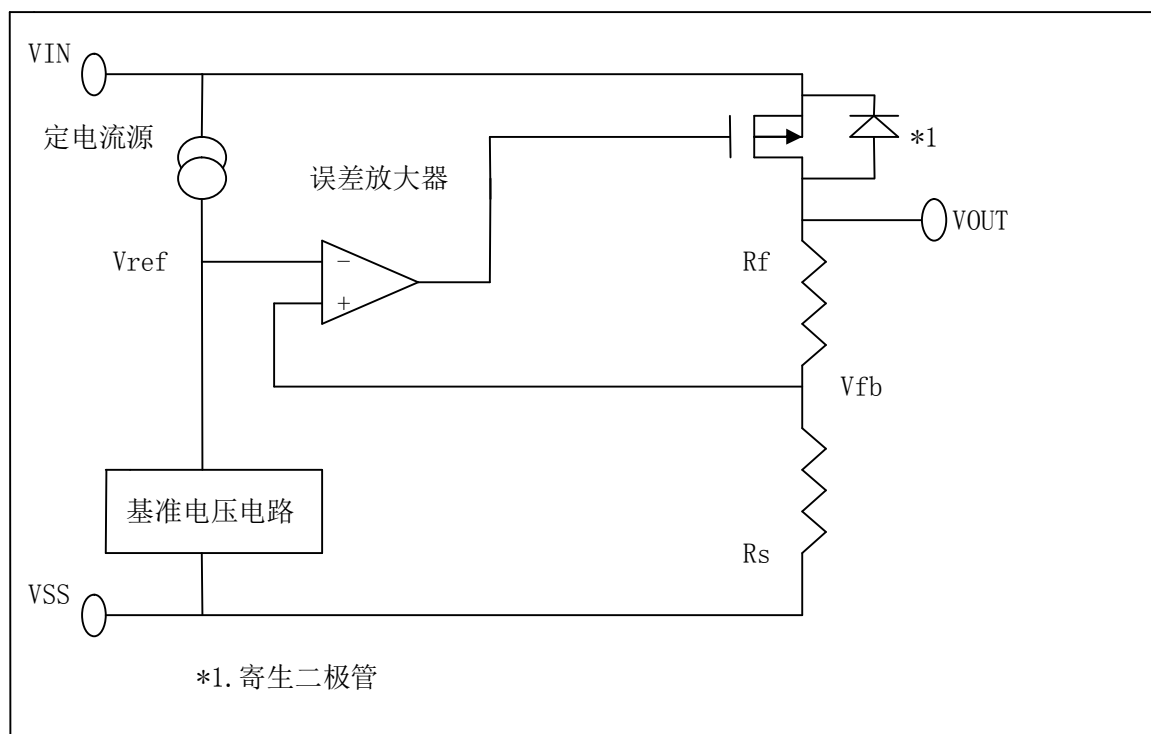 VIN
定电流源
*1
误差放大器
VOUT
Vref
Rf
−
+
Vfb
基准电压电路
Rs
VSS
*1.寄生二极管